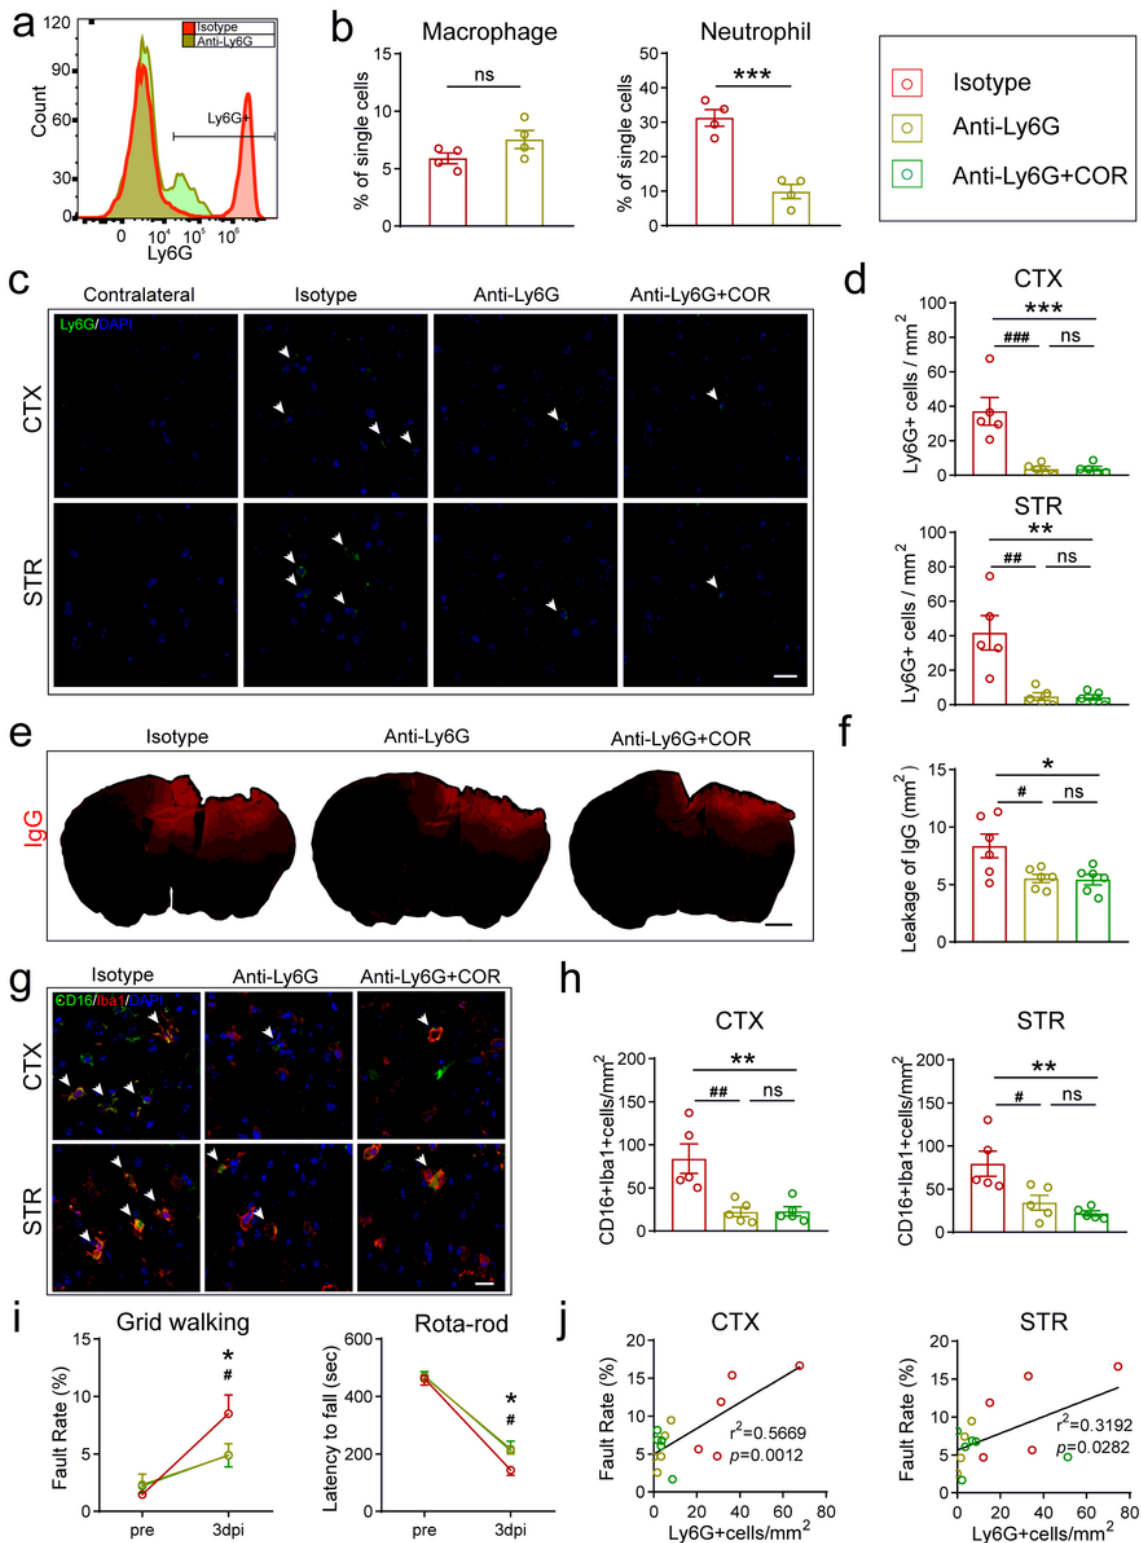 a
Isotype
Anti-Ly6G
Count
120
90
60
30
0
Ly6G+
0 10⁴ 10⁵ 10⁶
Ly6G
b
Macrophage
% of single cells
15
10
5
0
ns
Neutrophil
% of single cells
50
40
30
20
10
0
***
Isotype
Anti-Ly6G
Anti-Ly6G+COR
c
Contralateral Isotype Anti-Ly6G Anti-Ly6G+COR
Ly6G/DAPI
CTX
STR
d
CTX
Ly6G+ cells / mm²
100
80
60
40
20
0
***
### ns
STR
Ly6G+ cells / mm²
100
80
60
40
20
0
**
## ns
e
Isotype Anti-Ly6G Anti-Ly6G+COR
IgG
f
Leakage of IgG (mm²)
15
10
5
0
*
# ns
g
Isotype Anti-Ly6G Anti-Ly6G+COR
CD16/Iba1/DAPI
CTX
STR
h
CTX
CD16+Iba1+cells/mm²
200
150
100
50
0
**
## ns
STR
CD16+Iba1+cells/mm²
200
150
100
50
0
**
# ns
i
Grid walking
Fault Rate (%)
15
10
5
0
*
#
pre 3dpi
Rota-rod
Latency to fall (sec)
600
400
200
0
*
#
pre 3dpi
j
CTX
Fault Rate (%)
20
15
10
5
0
r²=0.5669
p=0.0012
0 20 40 60 80
Ly6G+cells/mm²
STR
Fault Rate (%)
20
15
10
5
0
r²=0.3192
p=0.0282
0 20 40 60 80
Ly6G+cells/mm²